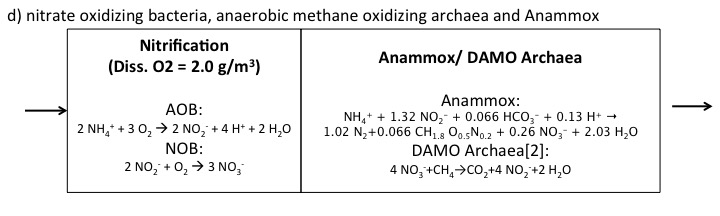 d) nitrate oxidizing bacteria, anaerobic methane oxidizing archaea and Anammox
Nitrification
(Diss. O2 = 2.0 g/m³)
AOB:
2 NH₄⁺ + 3 O₂ → 2 NO₂⁻ + 4 H⁺ + 2 H₂O
NOB:
2 NO₂⁻ + O₂ → 3 NO₃⁻
Anammox/ DAMO Archaea
Anammox:
NH₄⁺ + 1.32 NO₂⁻ + 0.066 HCO₃⁻ + 0.13 H⁺ →
1.02 N₂+0.066 CH₁.₈ O₀.₅N₀.₂ + 0.26 NO₃⁻ + 2.03 H₂O
DAMO Archaea[2]:
4 NO₃⁻+CH₄→CO₂+4 NO₂⁻+2 H₂O